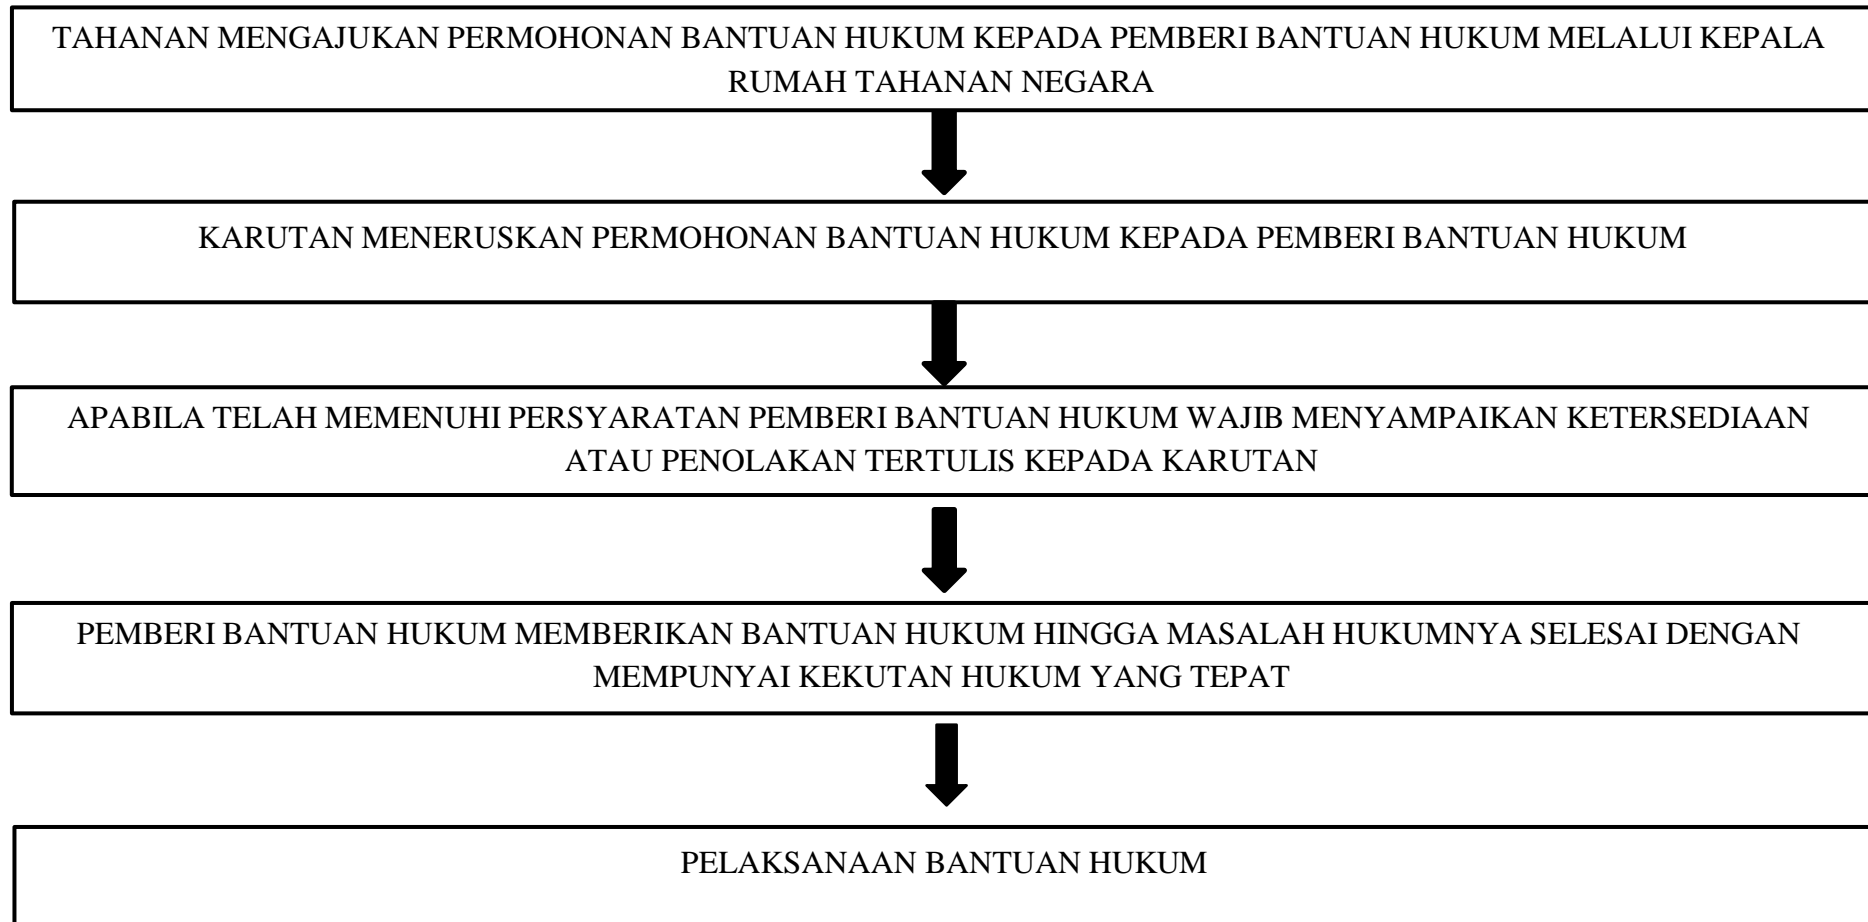 TAHANAN MENGAJUKAN PERMOHONAN BANTUAN HUKUM KEPADA PEMBERI BANTUAN HUKUM MELALUI KEPALA
RUMAH TAHANAN NEGARA
KARUTAN MENERUSKAN PERMOHONAN BANTUAN HUKUM KEPADA PEMBERI BANTUAN HUKUM
APABILA TELAH MEMENUHI PERSYARATAN PEMBERI BANTUAN HUKUM WAJIB MENYAMPAIKAN KETERSEDIAAN
ATAU PENOLAKAN TERTULIS KEPADA KARUTAN
PEMBERI BANTUAN HUKUM MEMBERIKAN BANTUAN HUKUM HINGGA MASALAH HUKUMNYA SELESAI DENGAN
MEMPUNYAI KEKUTAN HUKUM YANG TEPAT
PELAKSANAAN BANTUAN HUKUM